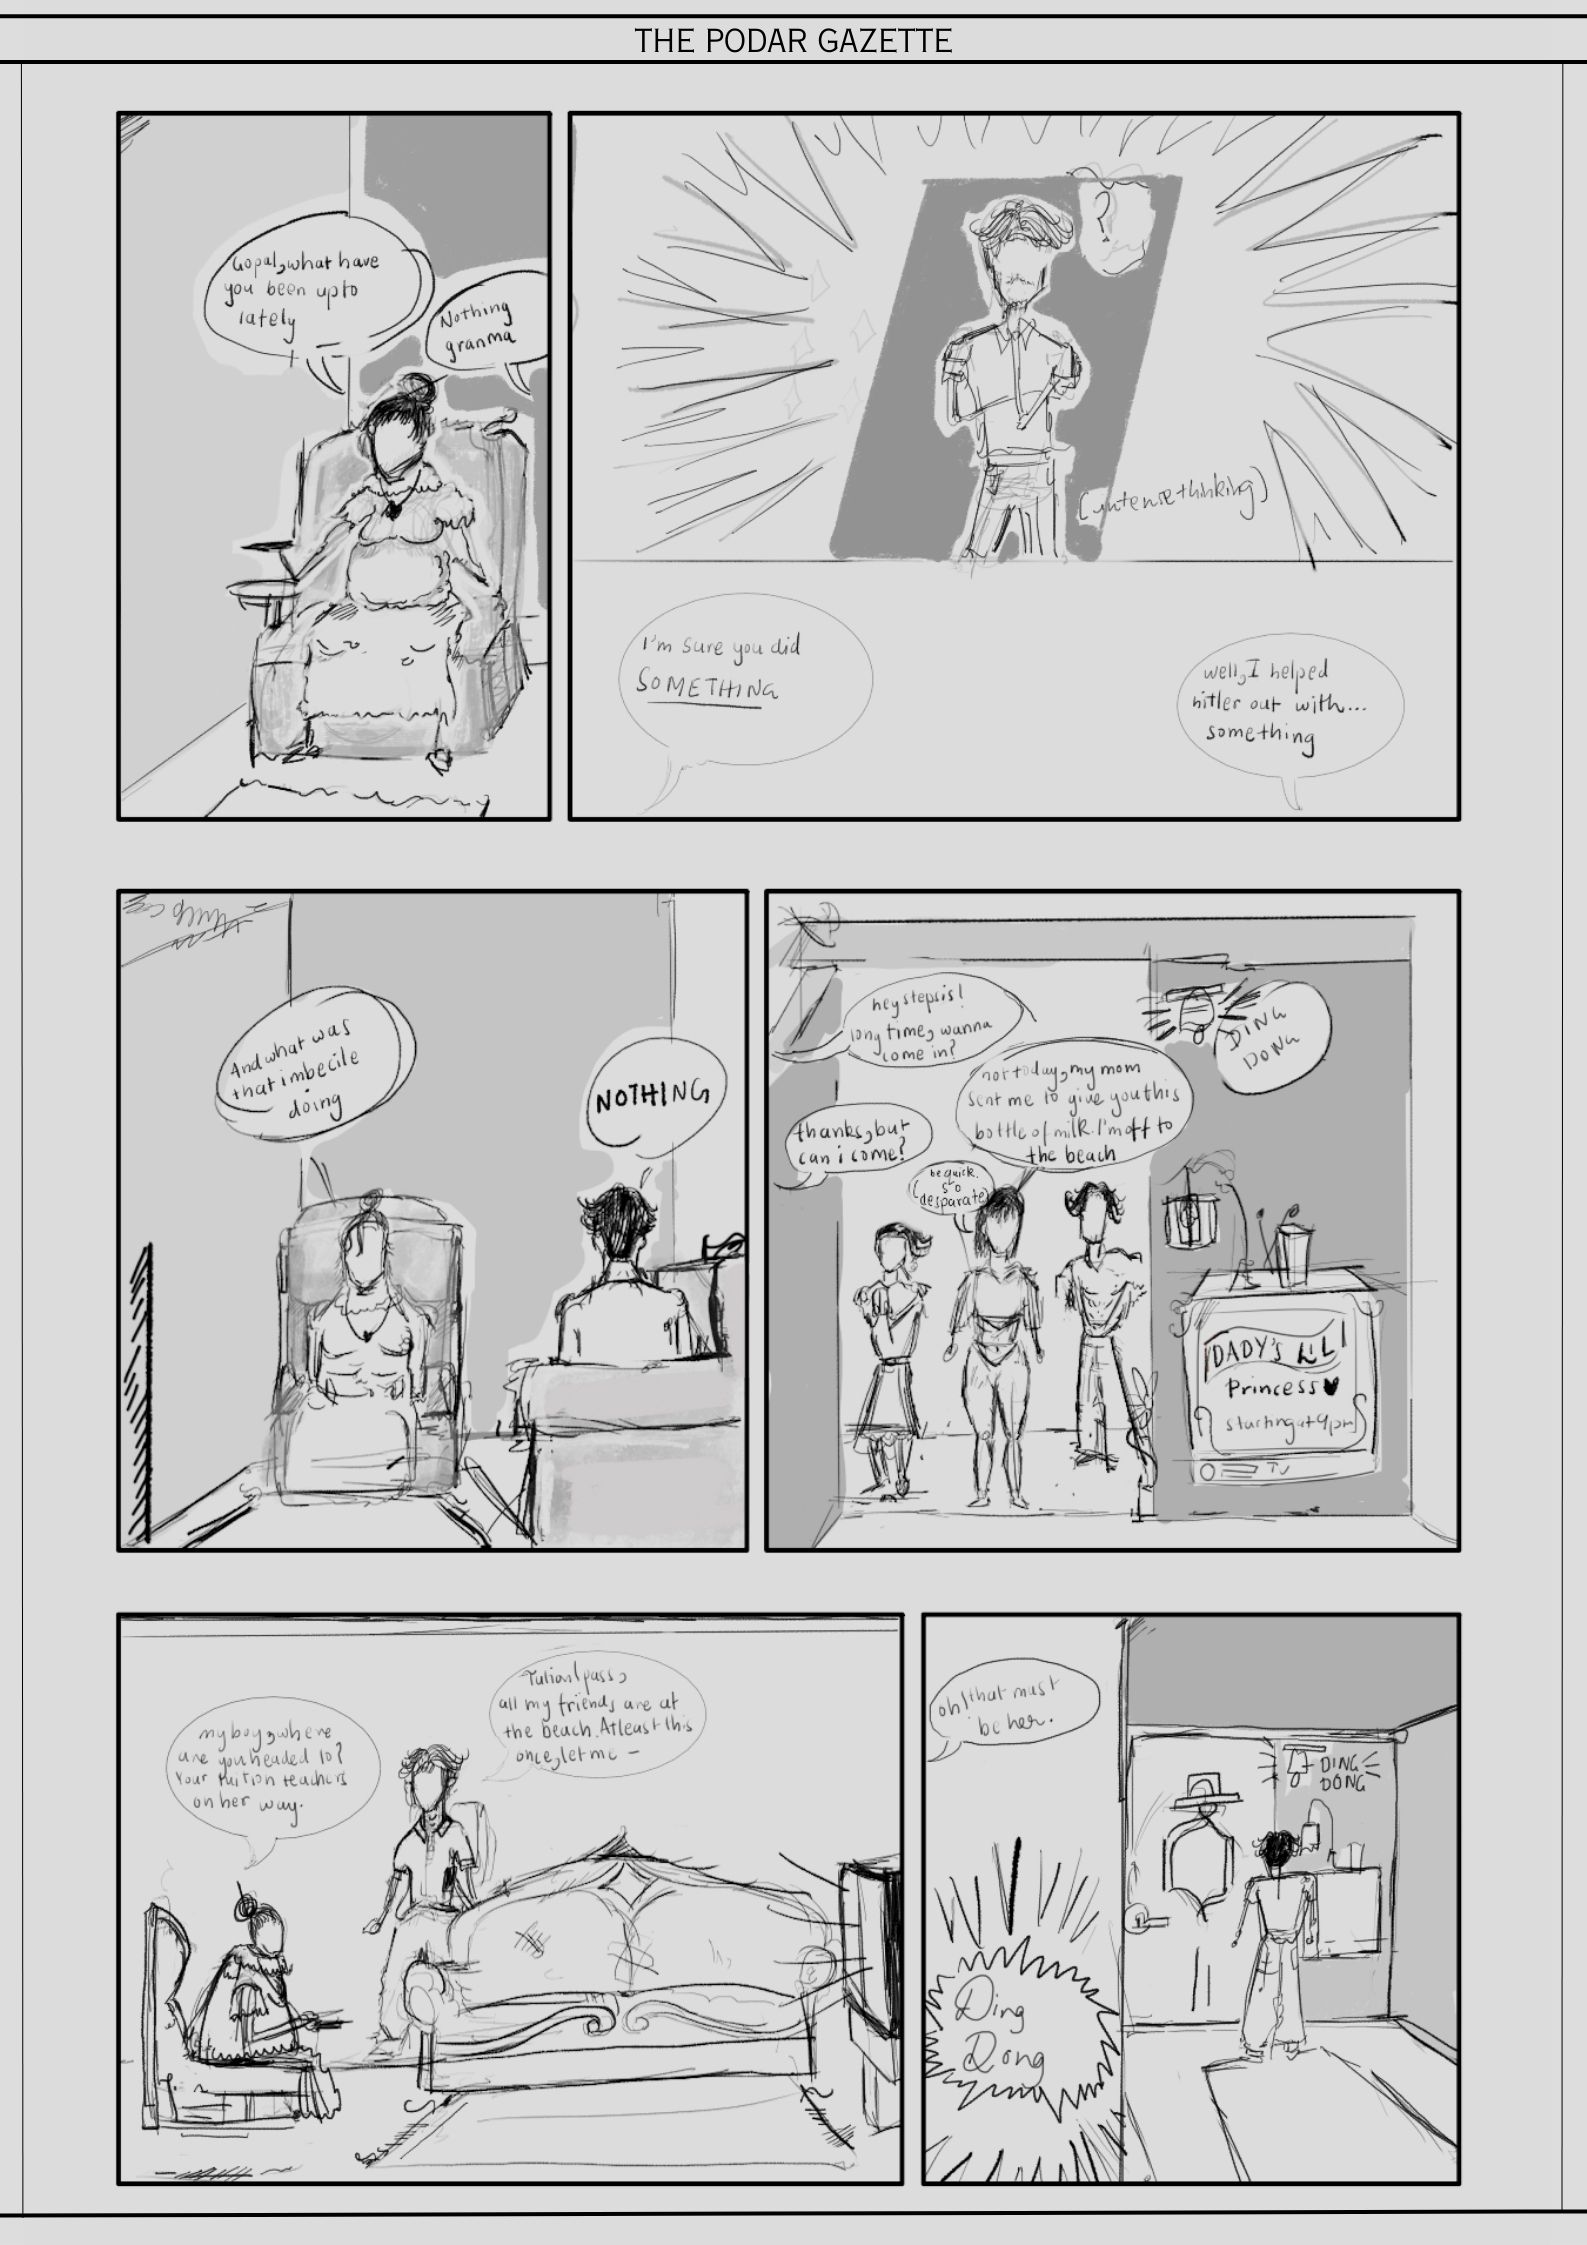 THE PODAR GAZETTE
Gopal, what have
you been upto
lately
Nothing
granma
?
(intense thinking)
I'm sure you did
SOMETHING
well, I helped
hitler out with...
something
And what was
that imbecile
doing
NOTHING
hey stepsis!
long time, wanna
come in?
DING
DONG
not today, my mom
sent me to give you this
bottle of milk. I'm off to
the beach
thanks, but
can i come?
be quick.
so
(desparate)
DADY'S LIL
Princess♥
starting at 9pm
TV
my boy, where
are you headed to?
Your tuition teachers
on her way.
all my friends are at
the beach. Atleast this
once, let me –
oh! that must
be her.
DING
DONG
Ding
Dong